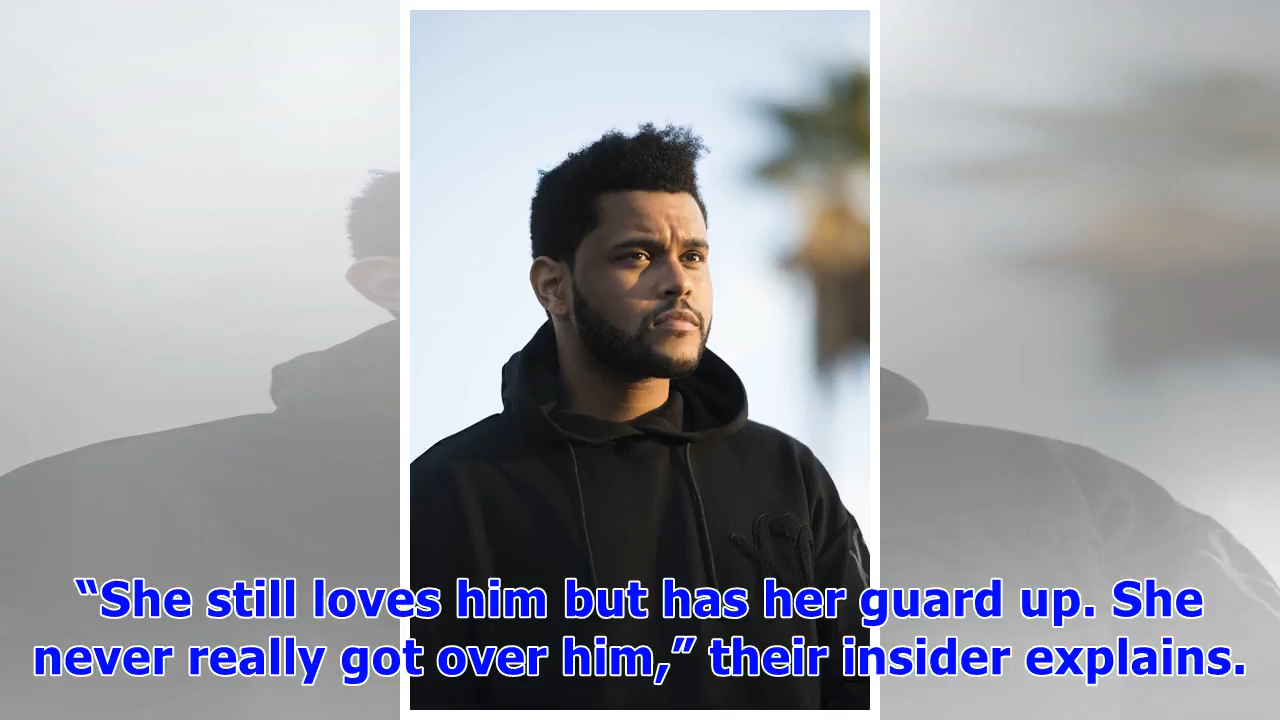 “She still loves him but has her guard up. She
never really got over him,” their insider explains.